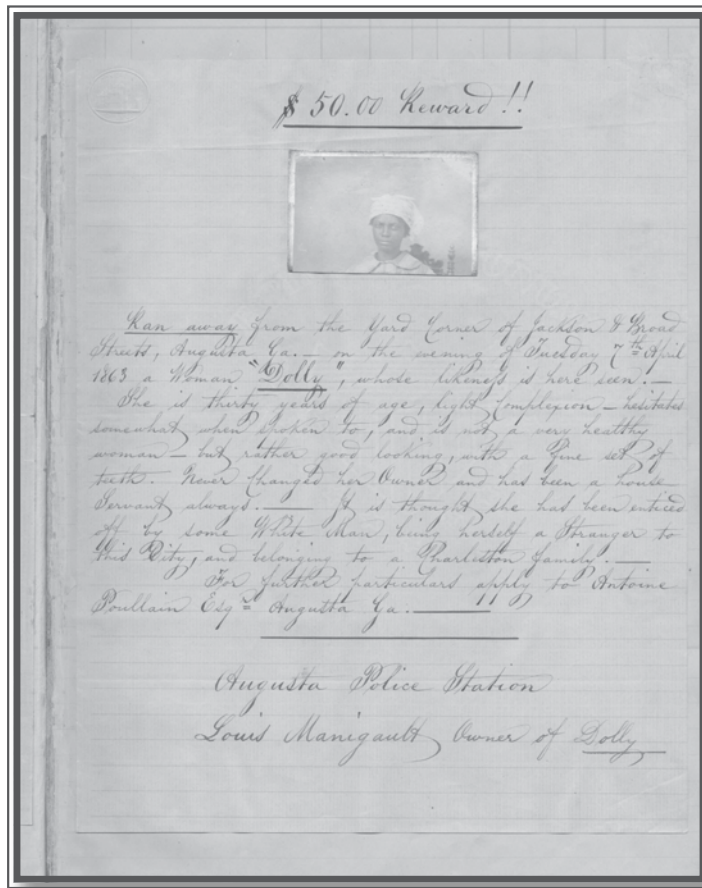 $ 50.00 Reward !!
Ran away from the Yard Corner of Jackson & Broad
Streets, Augusta Ga. — on the evening of Tuesday 7th April
1863 a Woman "Dolly", whose likeness is here seen. —
She is thirty years of age, light Complexion — hesitates
somewhat when spoken to, and is not a very healthy
woman — but rather good looking, with a fine set of
teeth. Never changed her Owner and has been a house
Servant always. — It is thought she has been enticed
off by some White Man, being herself a Stranger to
this City, and belonging to a Charleston family. —
For further particulars apply to Antoine
Poullain Esqr Augusta Ga. —
Augusta Police Station
Louis Manigault, Owner of Dolly